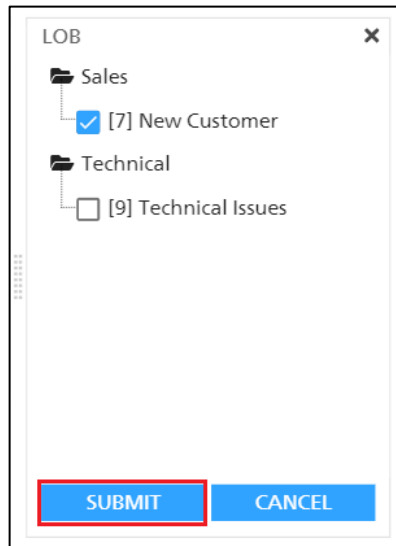 LOB
Sales
[7] New Customer
Technical
[9] Technical Issues
SUBMIT CANCEL